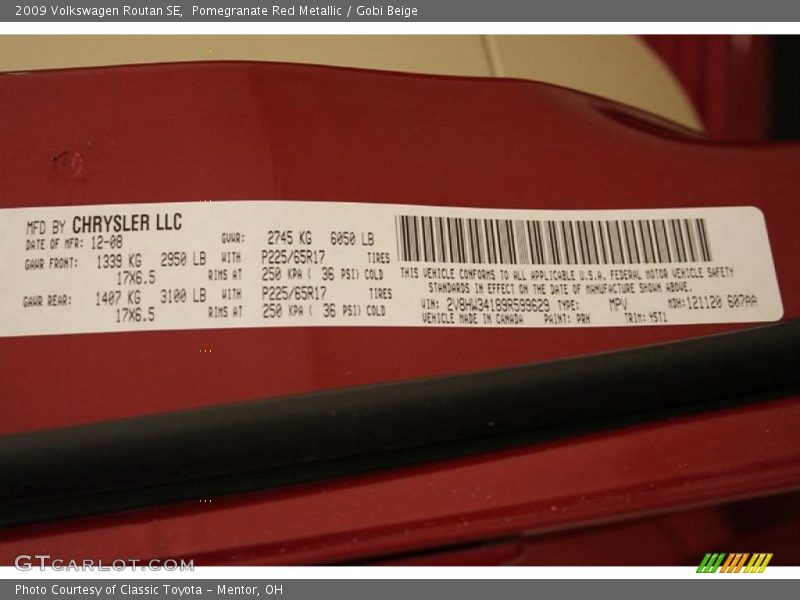 2009 Volkswagen Routan SE,  Pomegranate Red Metallic / Gobi Beige
MFD BY CHRYSLER LLC
DATE OF MFR: 12-08
GVWR: 2745 KG 6050 LB
GAWR FRONT: 1339 KG 2950 LB WITH P225/65R17 TIRES
17X6.5 RIMS AT 250 KPA ( 36 PSI) COLD
GAWR REAR: 1407 KG 3100 LB WITH P225/65R17 TIRES
17X6.5 RIMS AT 250 KPA ( 36 PSI) COLD
THIS VEHICLE CONFORMS TO ALL APPLICABLE U.S.A. FEDERAL MOTOR VEHICLE SAFETY
STANDARDS IN EFFECT ON THE DATE OF MANUFACTURE SHOWN ABOVE.
VIN: 2V8HW34189R599629 TYPE: MPV MDH:121120 607AA
VEHICLE MADE IN CANADA PAINT: PRH TRIM: Y5T1
GTCARLOT.COM
Photo Courtesy of Classic Toyota - Mentor, OH